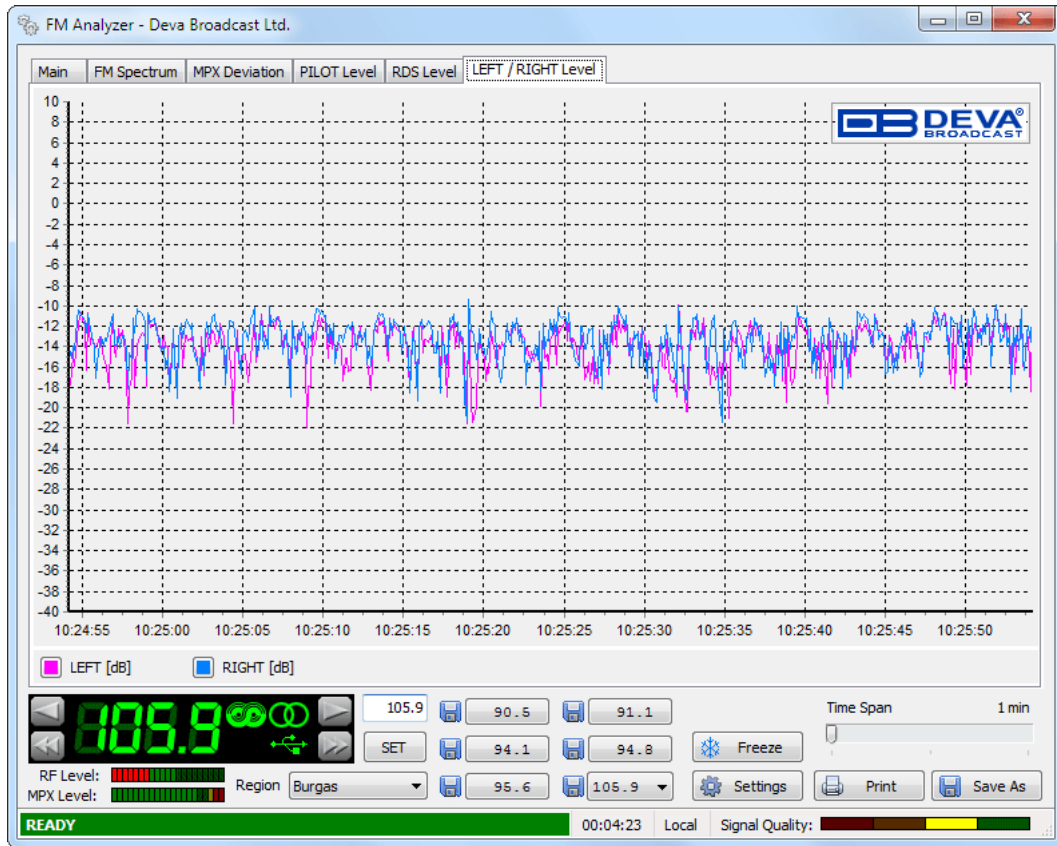 FM Analyzer - Deva Broadcast Ltd.
Main FM Spectrum MPX Deviation PILOT Level RDS Level LEFT / RIGHT Level
DEVA®
BROADCAST
10
8
6
4
2
0
-2
-4
-6
-8
-10
-12
-14
-16
-18
-20
-22
-24
-26
-28
-30
-32
-34
-36
-38
-40
10:24:55 10:25:00 10:25:05 10:25:10 10:25:15 10:25:20 10:25:25 10:25:30 10:25:35 10:25:40 10:25:45 10:25:50
LEFT [dB] RIGHT [dB]
105.9 105.9 90.5 91.1 Time Span 1 min
SET 94.1 94.8 Freeze
RF Level: Region Burgas 95.6 105.9 Settings Print Save As
MPX Level:
READY 00:04:23 Local Signal Quality: